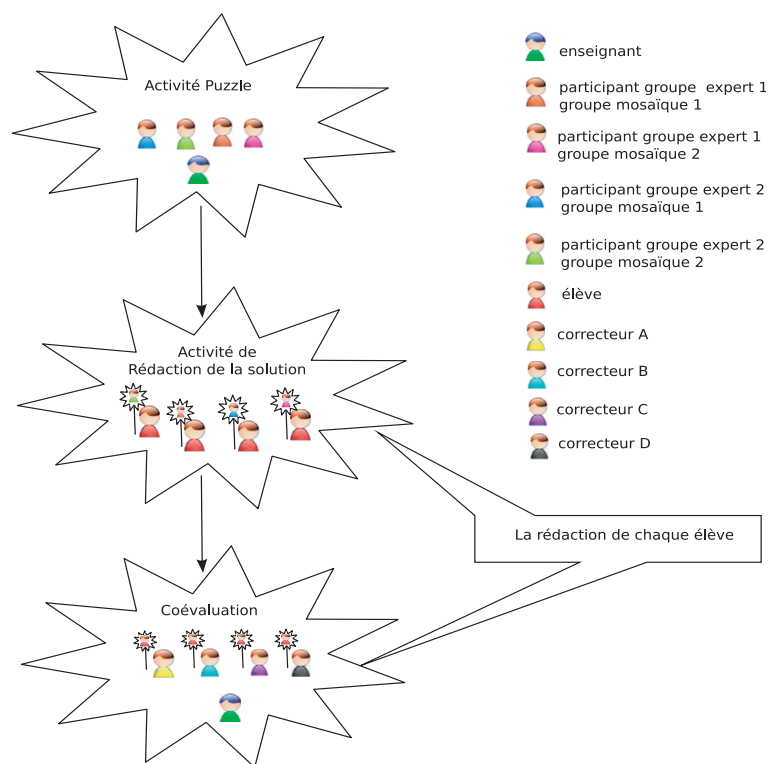 Activité Puzzle
enseignant
participant groupe expert 1
groupe mosaïque 1
participant groupe expert 1
groupe mosaïque 2
participant groupe expert 2
groupe mosaïque 1
participant groupe expert 2
groupe mosaïque 2
élève
correcteur A
correcteur B
correcteur C
correcteur D
Activité de
Rédaction de la solution
La rédaction de chaque élève
Coévaluation